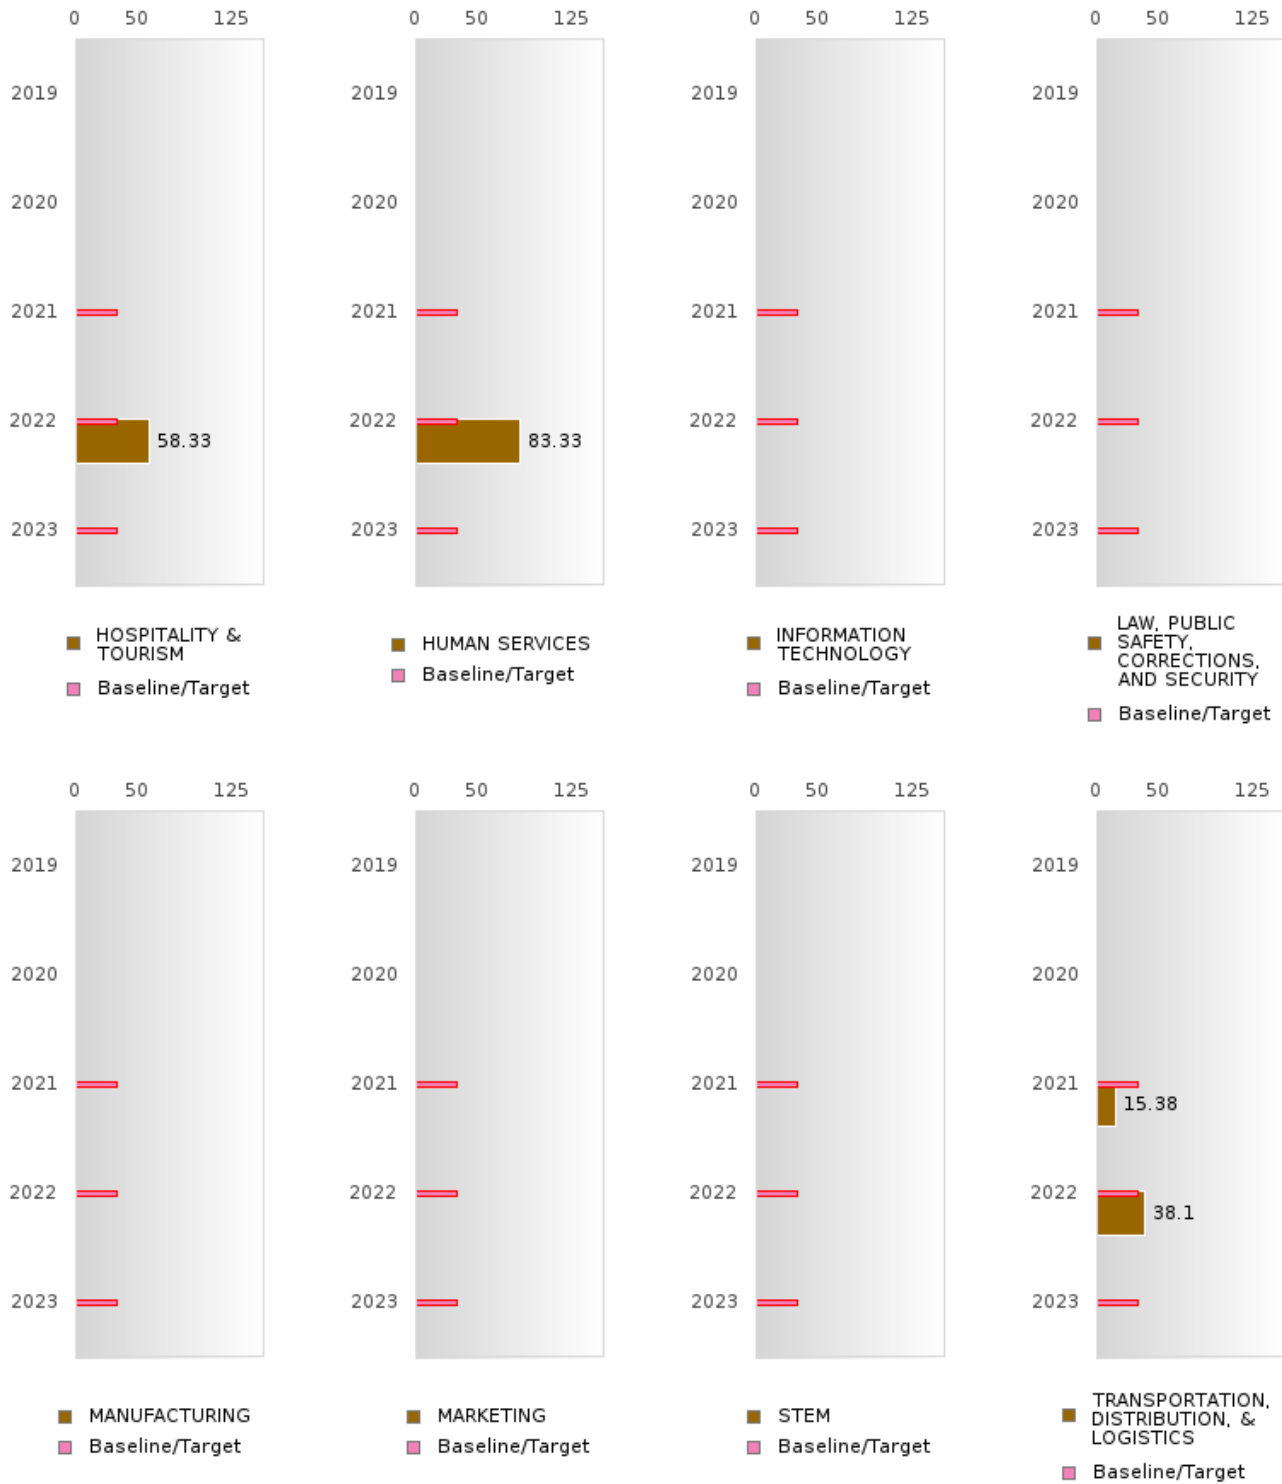 0 50 125 0 50 125 0 50 125 0 50 125
2019 2019 2019 2019
2020 2020 2020 2020
2021 2021 2021 2021
2022 2022 2022 2022
58.33 83.33
2023 2023 2023 2023
HOSPITALITY &
TOURISM
Baseline/Target
HUMAN SERVICES
Baseline/Target
INFORMATION
TECHNOLOGY
Baseline/Target
LAW, PUBLIC
SAFETY,
CORRECTIONS,
AND SECURITY
Baseline/Target
0 50 125 0 50 125 0 50 125 0 50 125
2019 2019 2019 2019
2020 2020 2020 2020
2021 2021 2021 2021
15.38
2022 2022 2022 2022
38.1
2023 2023 2023 2023
MANUFACTURING
Baseline/Target
MARKETING
Baseline/Target
STEM
Baseline/Target
TRANSPORTATION,
DISTRIBUTION, &
LOGISTICS
Baseline/Target